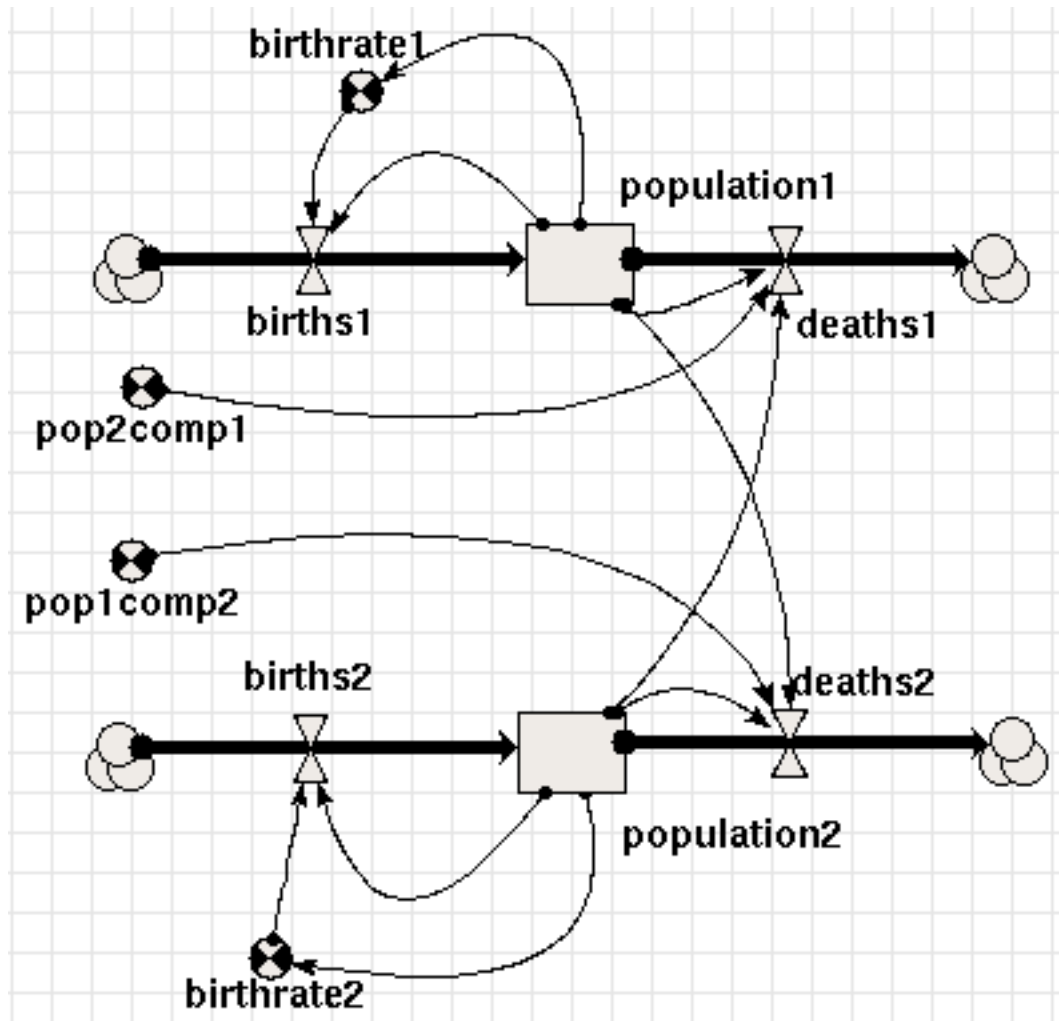 birthrate1
population1
births1
deaths1
pop2comp1
pop1comp2
births2
deaths2
population2
birthrate2